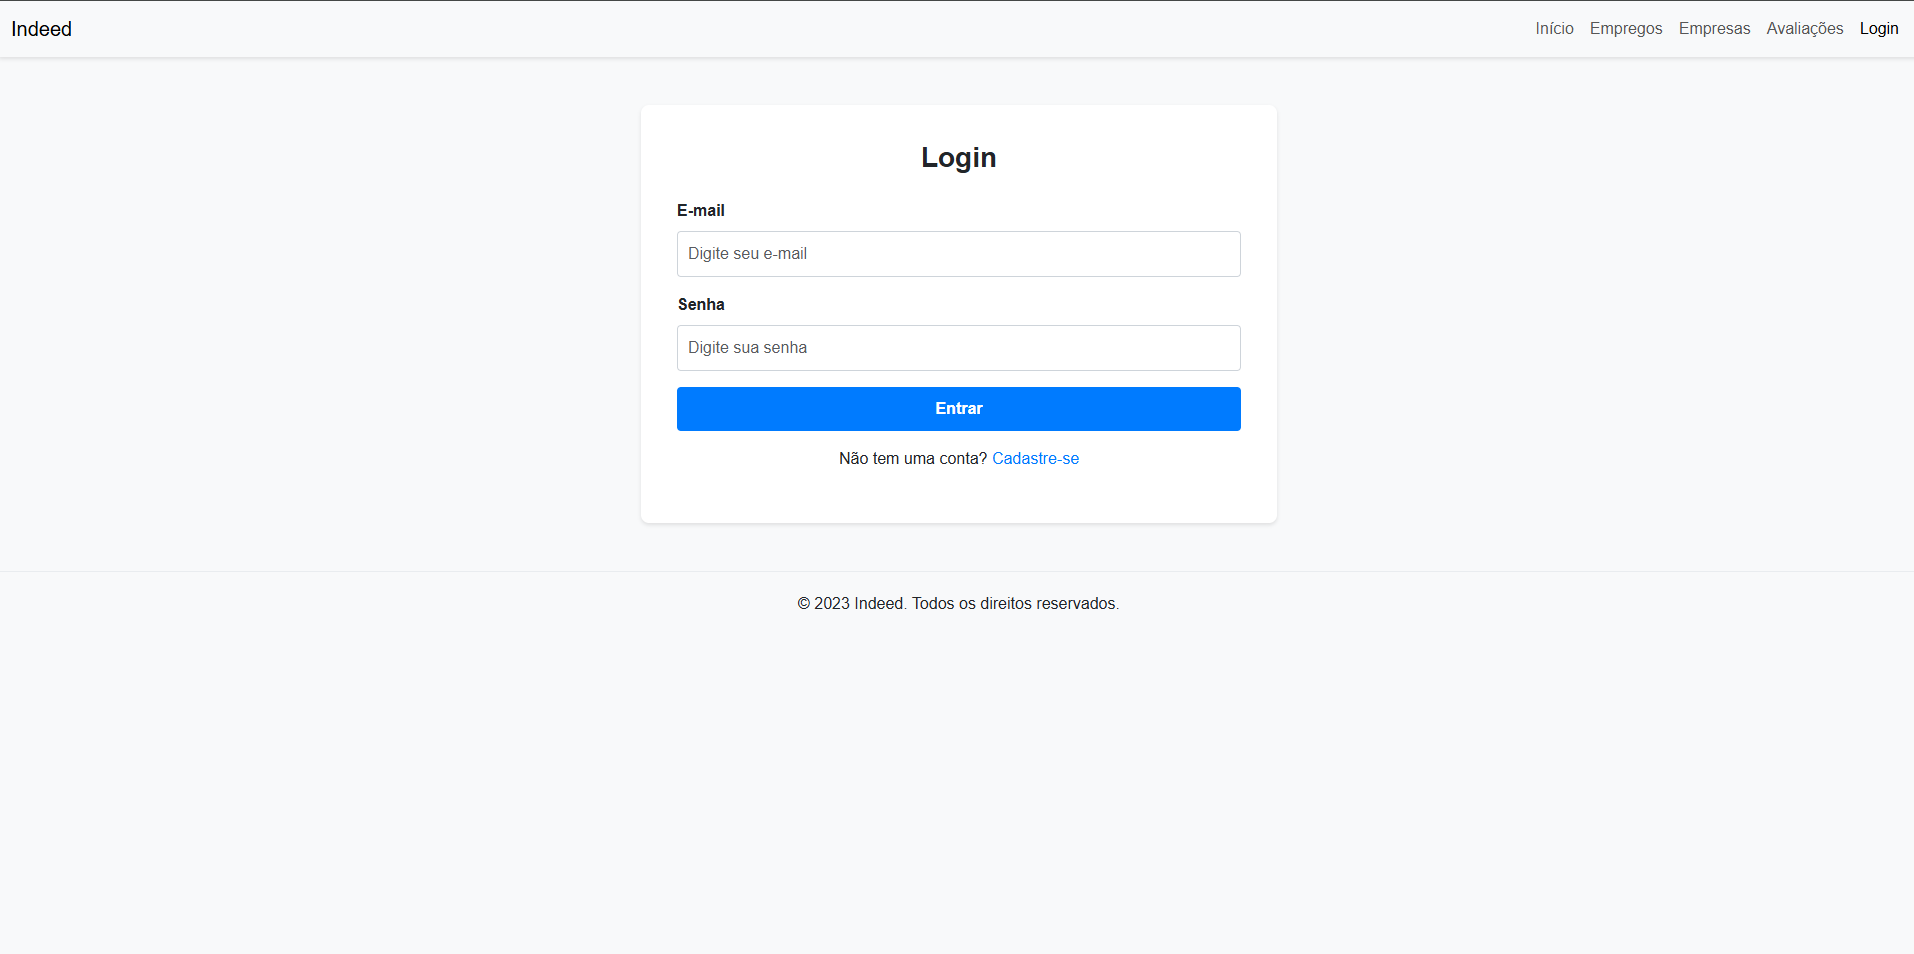 Indeed
Início Empregos Empresas Avaliações Login
Login
E-mail
Digite seu e-mail
Senha
Digite sua senha
Entrar
Não tem uma conta? Cadastre-se
© 2023 Indeed. Todos os direitos reservados.